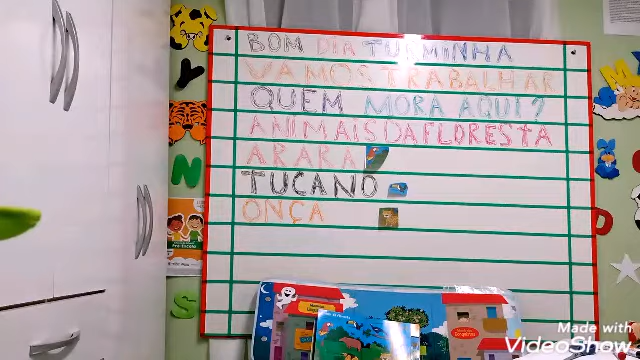 BOM DIA TURMINHA
VAMOS TRABALHAR
QUEM MORA AQUI?
ANIMAIS DA FLORESTA
ARARA
TUCANO
ONÇA
Y
N
S
M
D
Made with
VideoShow